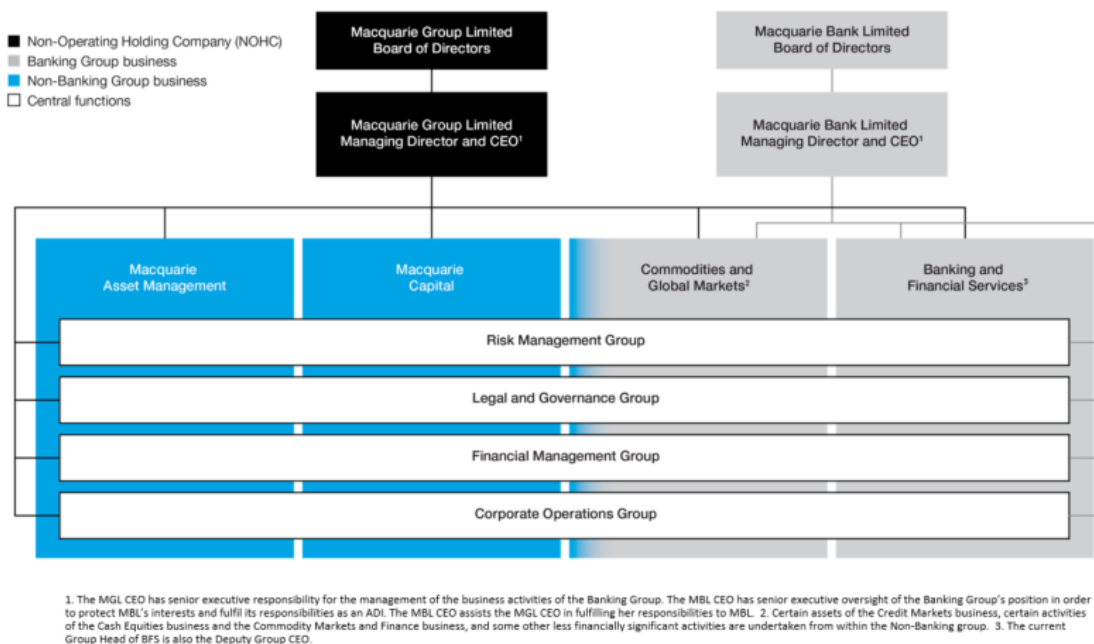 Non-Operating Holding Company (NOHC)
Banking Group business
Non-Banking Group business
Central functions
Macquarie Group Limited
Board of Directors
Macquarie Bank Limited
Board of Directors
Macquarie Group Limited
Managing Director and CEO¹
Macquarie Bank Limited
Managing Director and CEO¹
Macquarie
Asset Management
Macquarie
Capital
Commodities and
Global Markets²
Banking and
Financial Services³
Risk Management Group
Legal and Governance Group
Financial Management Group
Corporate Operations Group
1. The MGL CEO has senior executive responsibility for the management of the business activities of the Banking Group. The MBL CEO has senior executive oversight of the Banking Group's position in order
to protect MBL's interests and fulfil its responsibilities as an ADI. The MBL CEO assists the MGL CEO in fulfilling her responsibilities to MBL. 2. Certain assets of the Credit Markets business, certain activities
of the Cash Equities business and the Commodity Markets and Finance business, and some other less financially significant activities are undertaken from within the Non-Banking group. 3. The current
Group Head of BFS is also the Deputy Group CEO.